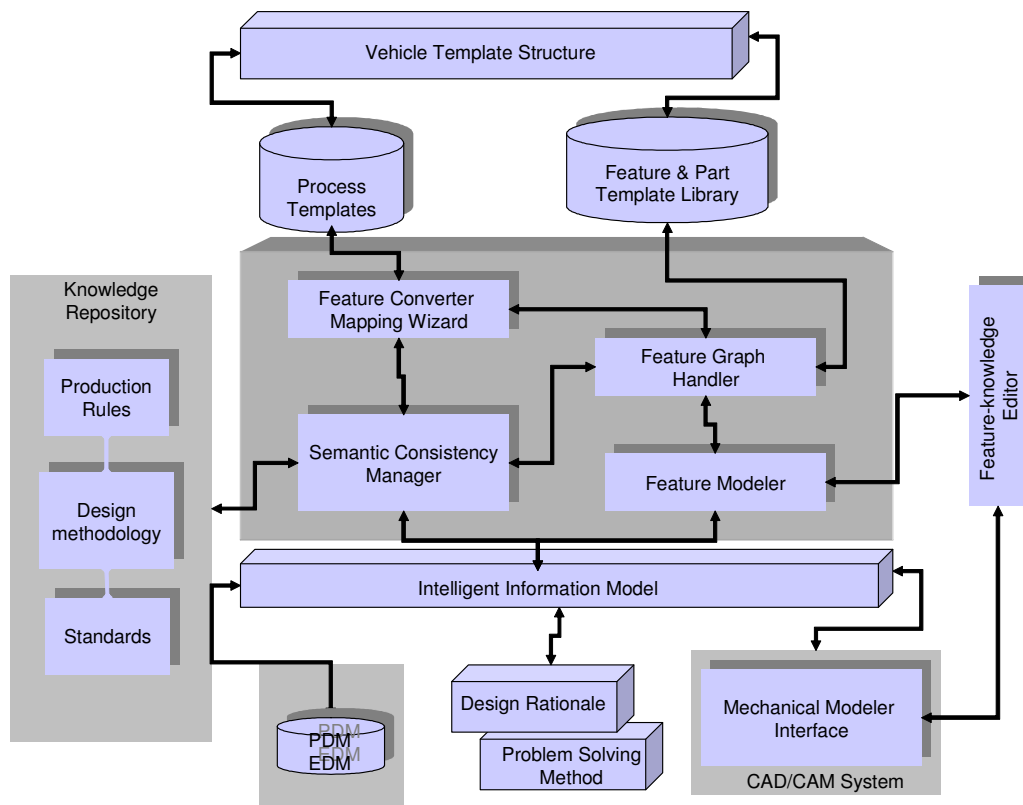 Vehicle Template Structure
Process
Templates
Feature & Part
Template Library
Knowledge
Repository
Production
Rules
Design
methodology
Standards
Feature Converter
Mapping Wizard
Feature Graph
Handler
Semantic Consistency
Manager
Feature Modeler
Feature-knowledge
Editor
Intelligent Information Model
PDM
EDM
PDM
EDM
Design Rationale
Problem Solving
Method
Mechanical Modeler
Interface
CAD/CAM System